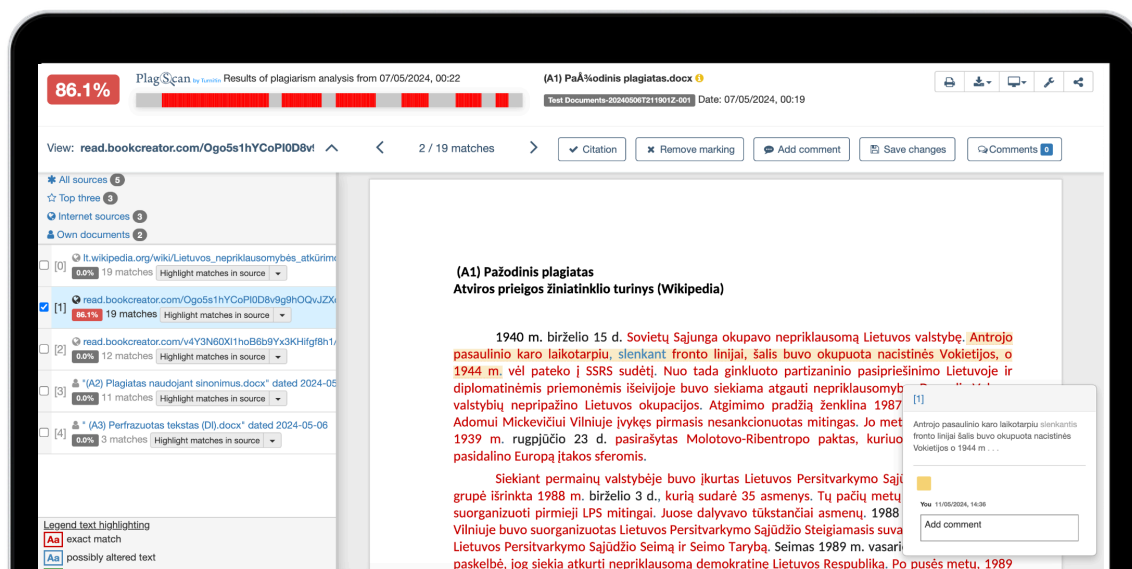 86.1%
PlagScan by Turnitin Results of plagiarism analysis from 07/05/2024, 00:22
(A1) PaÅ¾odinis plagiatas.docx
Test Documents-20240506T211901Z-001 Date: 07/05/2024, 00:19
View: read.bookcreator.com/Ogo5s1hYCoPI0D8v
2 / 19 matches
Citation
Remove marking
Add comment
Save changes
Comments 0
All sources 5
Top three 3
Internet sources 3
Own documents 2
[0] lt.wikipedia.org/wiki/Lietuvos_nepriklausomybės_atkūrim
0.0% 19 matches Highlight matches in source
[1] read.bookcreator.com/Ogo5s1hYCoPI0D8v9g9hOQvJZX
86.1% 19 matches Highlight matches in source
[2] read.bookcreator.com/v4Y3N60XI1hoB6b9Yx3KHifgf8h1/
0.0% 12 matches Highlight matches in source
[3] "(A2) Plagiatas naudojant sinonimus.docx" dated 2024-05
0.0% 11 matches Highlight matches in source
[4] " (A3) Perfrazuotas tekstas (DI).docx" dated 2024-05-06
0.0% 3 matches Highlight matches in source
Legend text highlighting
Aa exact match
Aa possibly altered text
(A1) Pažodinis plagiatas
Atviros prieigos žiniatinklio turinys (Wikipedia)
1940 m. birželio 15 d. Sovietų Sąjunga okupavo nepriklausomą Lietuvos valstybę. Antrojo
pasaulinio karo laikotarpiu, slenkant fronto linijai, šalis buvo okupuota nacistinės Vokietijos, o
1944 m. vėl pateko į SSRS sudėtį. Nuo tada ginkluoto partizaninio pasipriešinimo Lietuvoje ir
diplomatinėmis priemonėmis išeivijoje buvo siekiama atgauti nepriklausomyb
valstybių nepripažino Lietuvos okupacijos. Atgimimo pradžią ženklina 1987
Adomui Mickevičiui Vilniuje įvykęs pirmasis nesankcionuotas mitingas. Jo met
1939 m. rugpjūčio 23 d. pasirašytas Molotovo-Ribentropo paktas, kuriuo
pasidalino Europą įtakos sferomis.
Siekiant permainų valstybėje buvo įkurtas Lietuvos Persitvarkymo Sąjū
grupė išrinkta 1988 m. birželio 3 d., kurią sudarė 35 asmenys. Tų pačių metų
suorganizuoti pirmieji LPS mitingai. Juose dalyvavo tūkstančiai asmenų. 1988
Vilniuje buvo suorganizuotas Lietuvos Persitvarkymo Sąjūdžio Steigiamasis suva
Lietuvos Persitvarkymo Sąjūdžio Seimą ir Seimo Tarybą. Seimas 1989 m. vasari
paskelbė, jog siekia atkurti nepriklausomą demokratinę Lietuvos Respubliką. Po pusės metų, 1989
[1]
Antrojo pasaulinio karo laikotarpiu slenkantis
fronto linijai šalis buvo okupuota nacistinės
Vokietijos o 1944 m . . .
You 11/05/2024, 14:36
Add comment